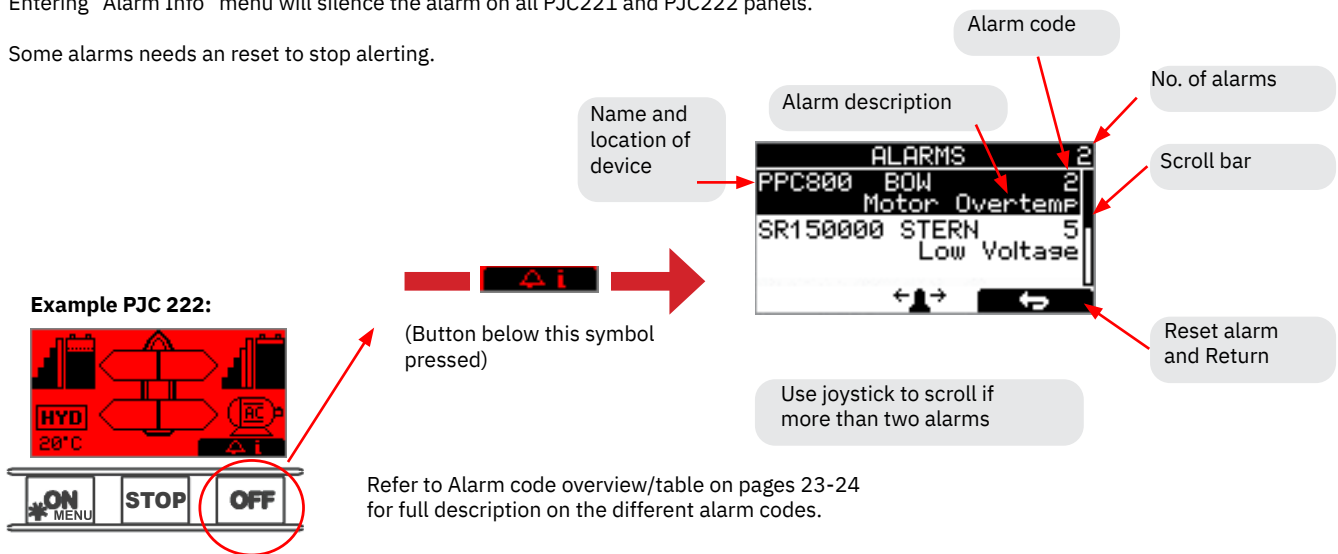 Entering "Alarm Info" menu will silence the alarm on all PJC221 and PJC222 panels.
Some alarms needs an reset to stop alerting.
Alarm code
No. of alarms
Alarm description
Name and
location of
device
Scroll bar
ALARMS 2
PPC800 BOW 2
Motor Overtemp
SR150000 STERN 5
Low Voltage
Example PJC 222:
(Button below this symbol
pressed)
Reset alarm
and Return
Use joystick to scroll if
more than two alarms
HYD
AC
20°C
i
i
ON
MENU
STOP
OFF
Refer to Alarm code overview/table on pages 23-24
for full description on the different alarm codes.